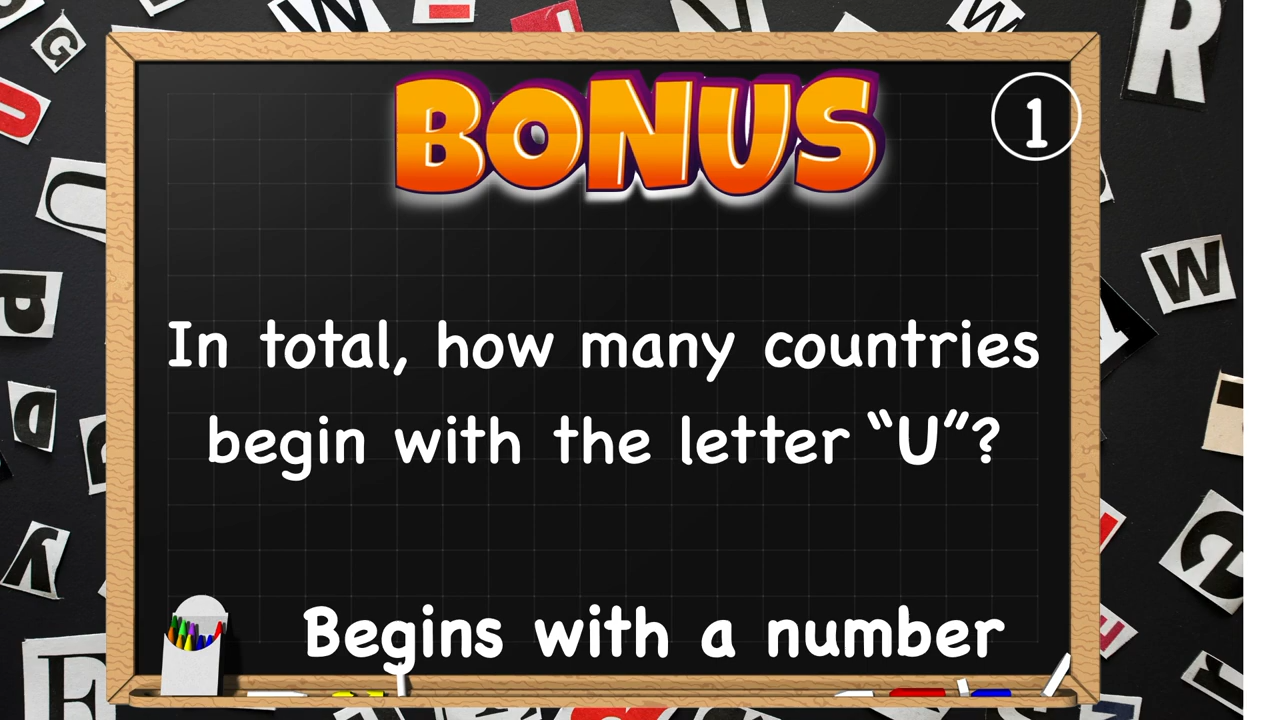 BONUS
1
In total, how many countries
begin with the letter “U”?
Begins with a number